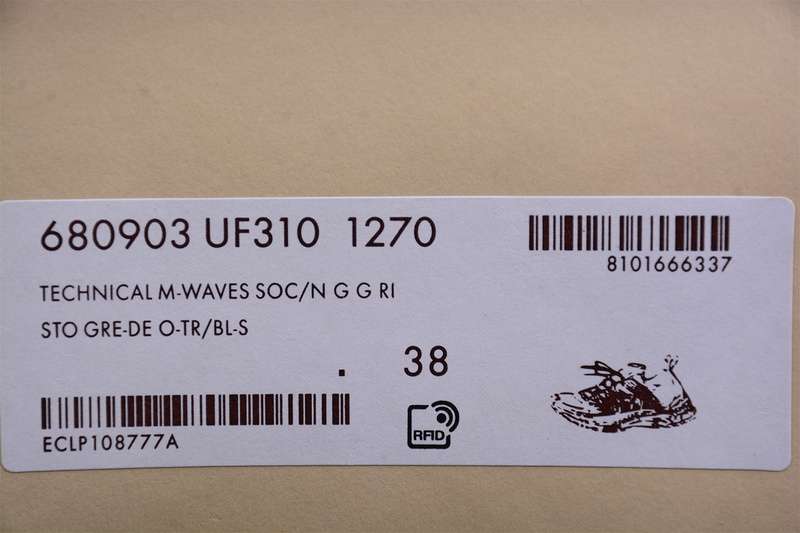 680903 UF310 1270
8101666337
TECHNICAL M-WAVES SOC/N G G RI
STO GRE-DE O-TR/BL-S
. 38
ECLP108777A
RFID